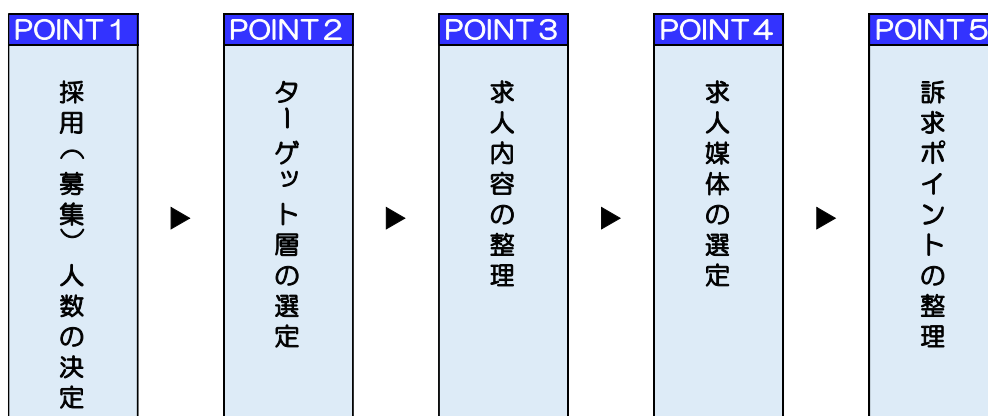 POINT1
採用（募集）人数の決定
POINT2
ターゲット層の選定
POINT3
求人内容の整理
POINT4
求人媒体の選定
POINT5
訴求ポイントの整理